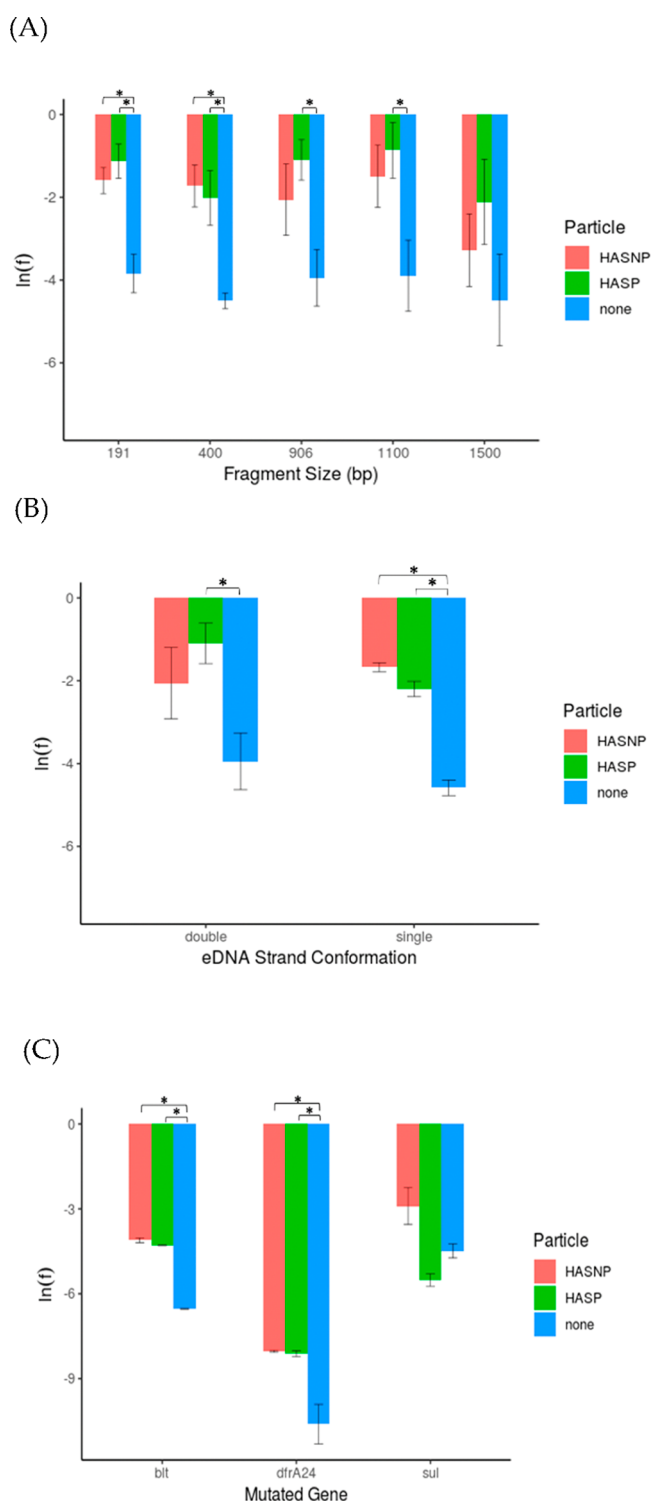 (A)
* * * * * *
0
-2
-4
-6
ln(f)
191 400 906 1100 1500
Fragment Size (bp)
Particle
HASNP
HASP
none
(B)
* * *
0
-2
-4
-6
ln(f)
double single
eDNA Strand Conformation
Particle
HASNP
HASP
none
(C)
* * * *
0
-3
-6
-9
ln(f)
blt dfrA24 sul
Mutated Gene
Particle
HASNP
HASP
none